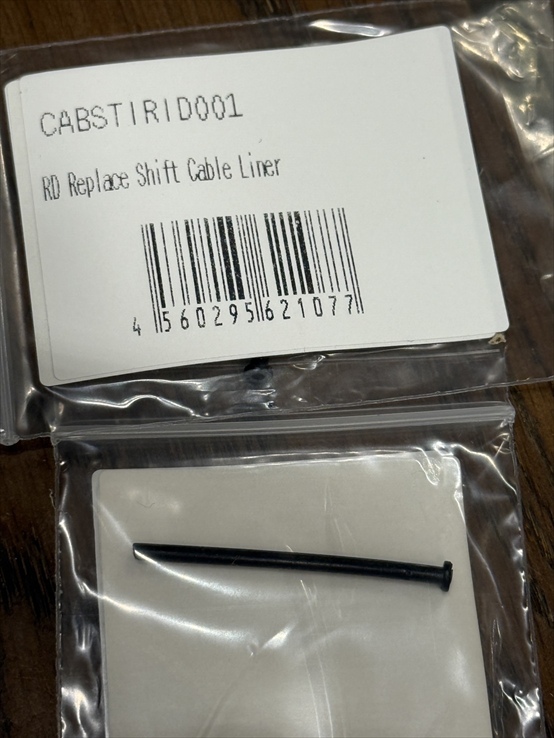 CABSTIRID001
RD Replace Shift Cable Liner
4 560295 621077